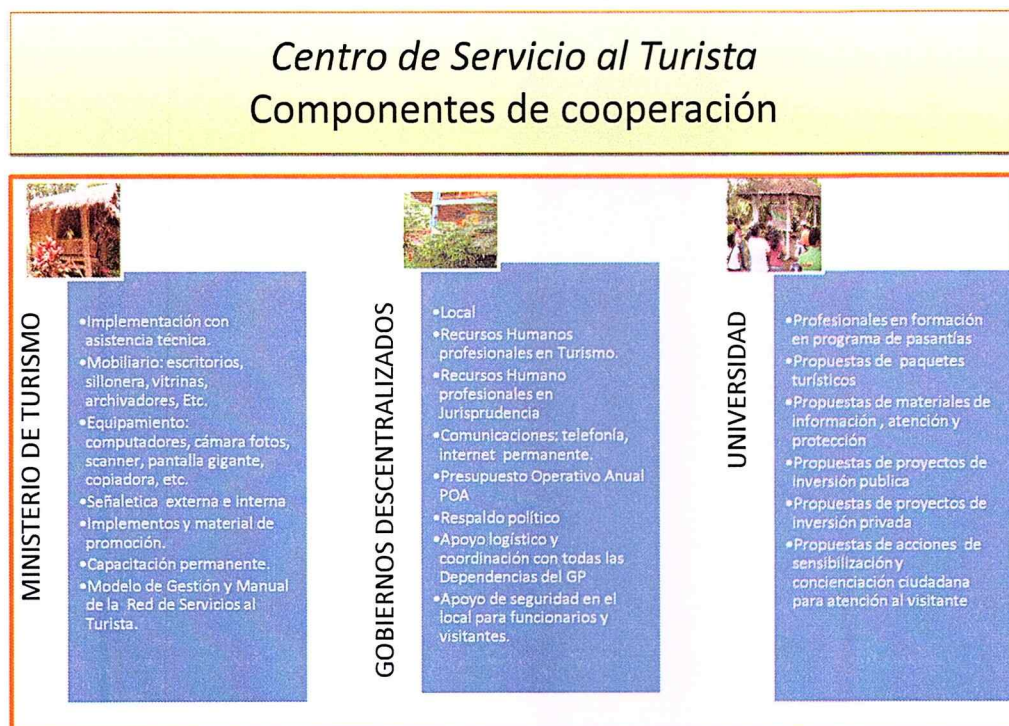 Centro de Servicio al Turista
Componentes de cooperación
MINISTERIO DE TURISMO
•Implementación con
asistencia técnica.
•Mobiliario: escritorios,
sillonera, vitrinas,
archivadores, Etc.
•Equipamiento:
computadores, cámara fotos,
scanner, pantalla gigante,
copiadora, etc.
•Señaletica externa e interna
•Implementos y material de
promoción.
•Capacitación permanente.
•Modelo de Gestión y Manual
de la Red de Servicios al
Turista.
GOBIERNOS DESCENTRALIZADOS
•Local
•Recursos Humanos
profesionales en Turismo.
•Recursos Humano
profesionales en
Jurisprudencia
•Comunicaciones: telefonía,
internet permanente.
•Presupuesto Operativo Anual
POA
•Respaldo político
•Apoyo logístico y
coordinación con todas las
Dependencias del GP
•Apoyo de seguridad en el
local para funcionarios y
visitantes.
UNIVERSIDAD
•Profesionales en formación
en programa de pasantías
•Propuestas de paquetes
turísticos
•Propuestas de materiales de
información , atención y
protección
•Propuestas de proyectos de
inversión publica
•Propuestas de proyectos de
inversión privada
•Propuestas de acciones de
sensibilización y
concienciación ciudadana
para atención al visitante